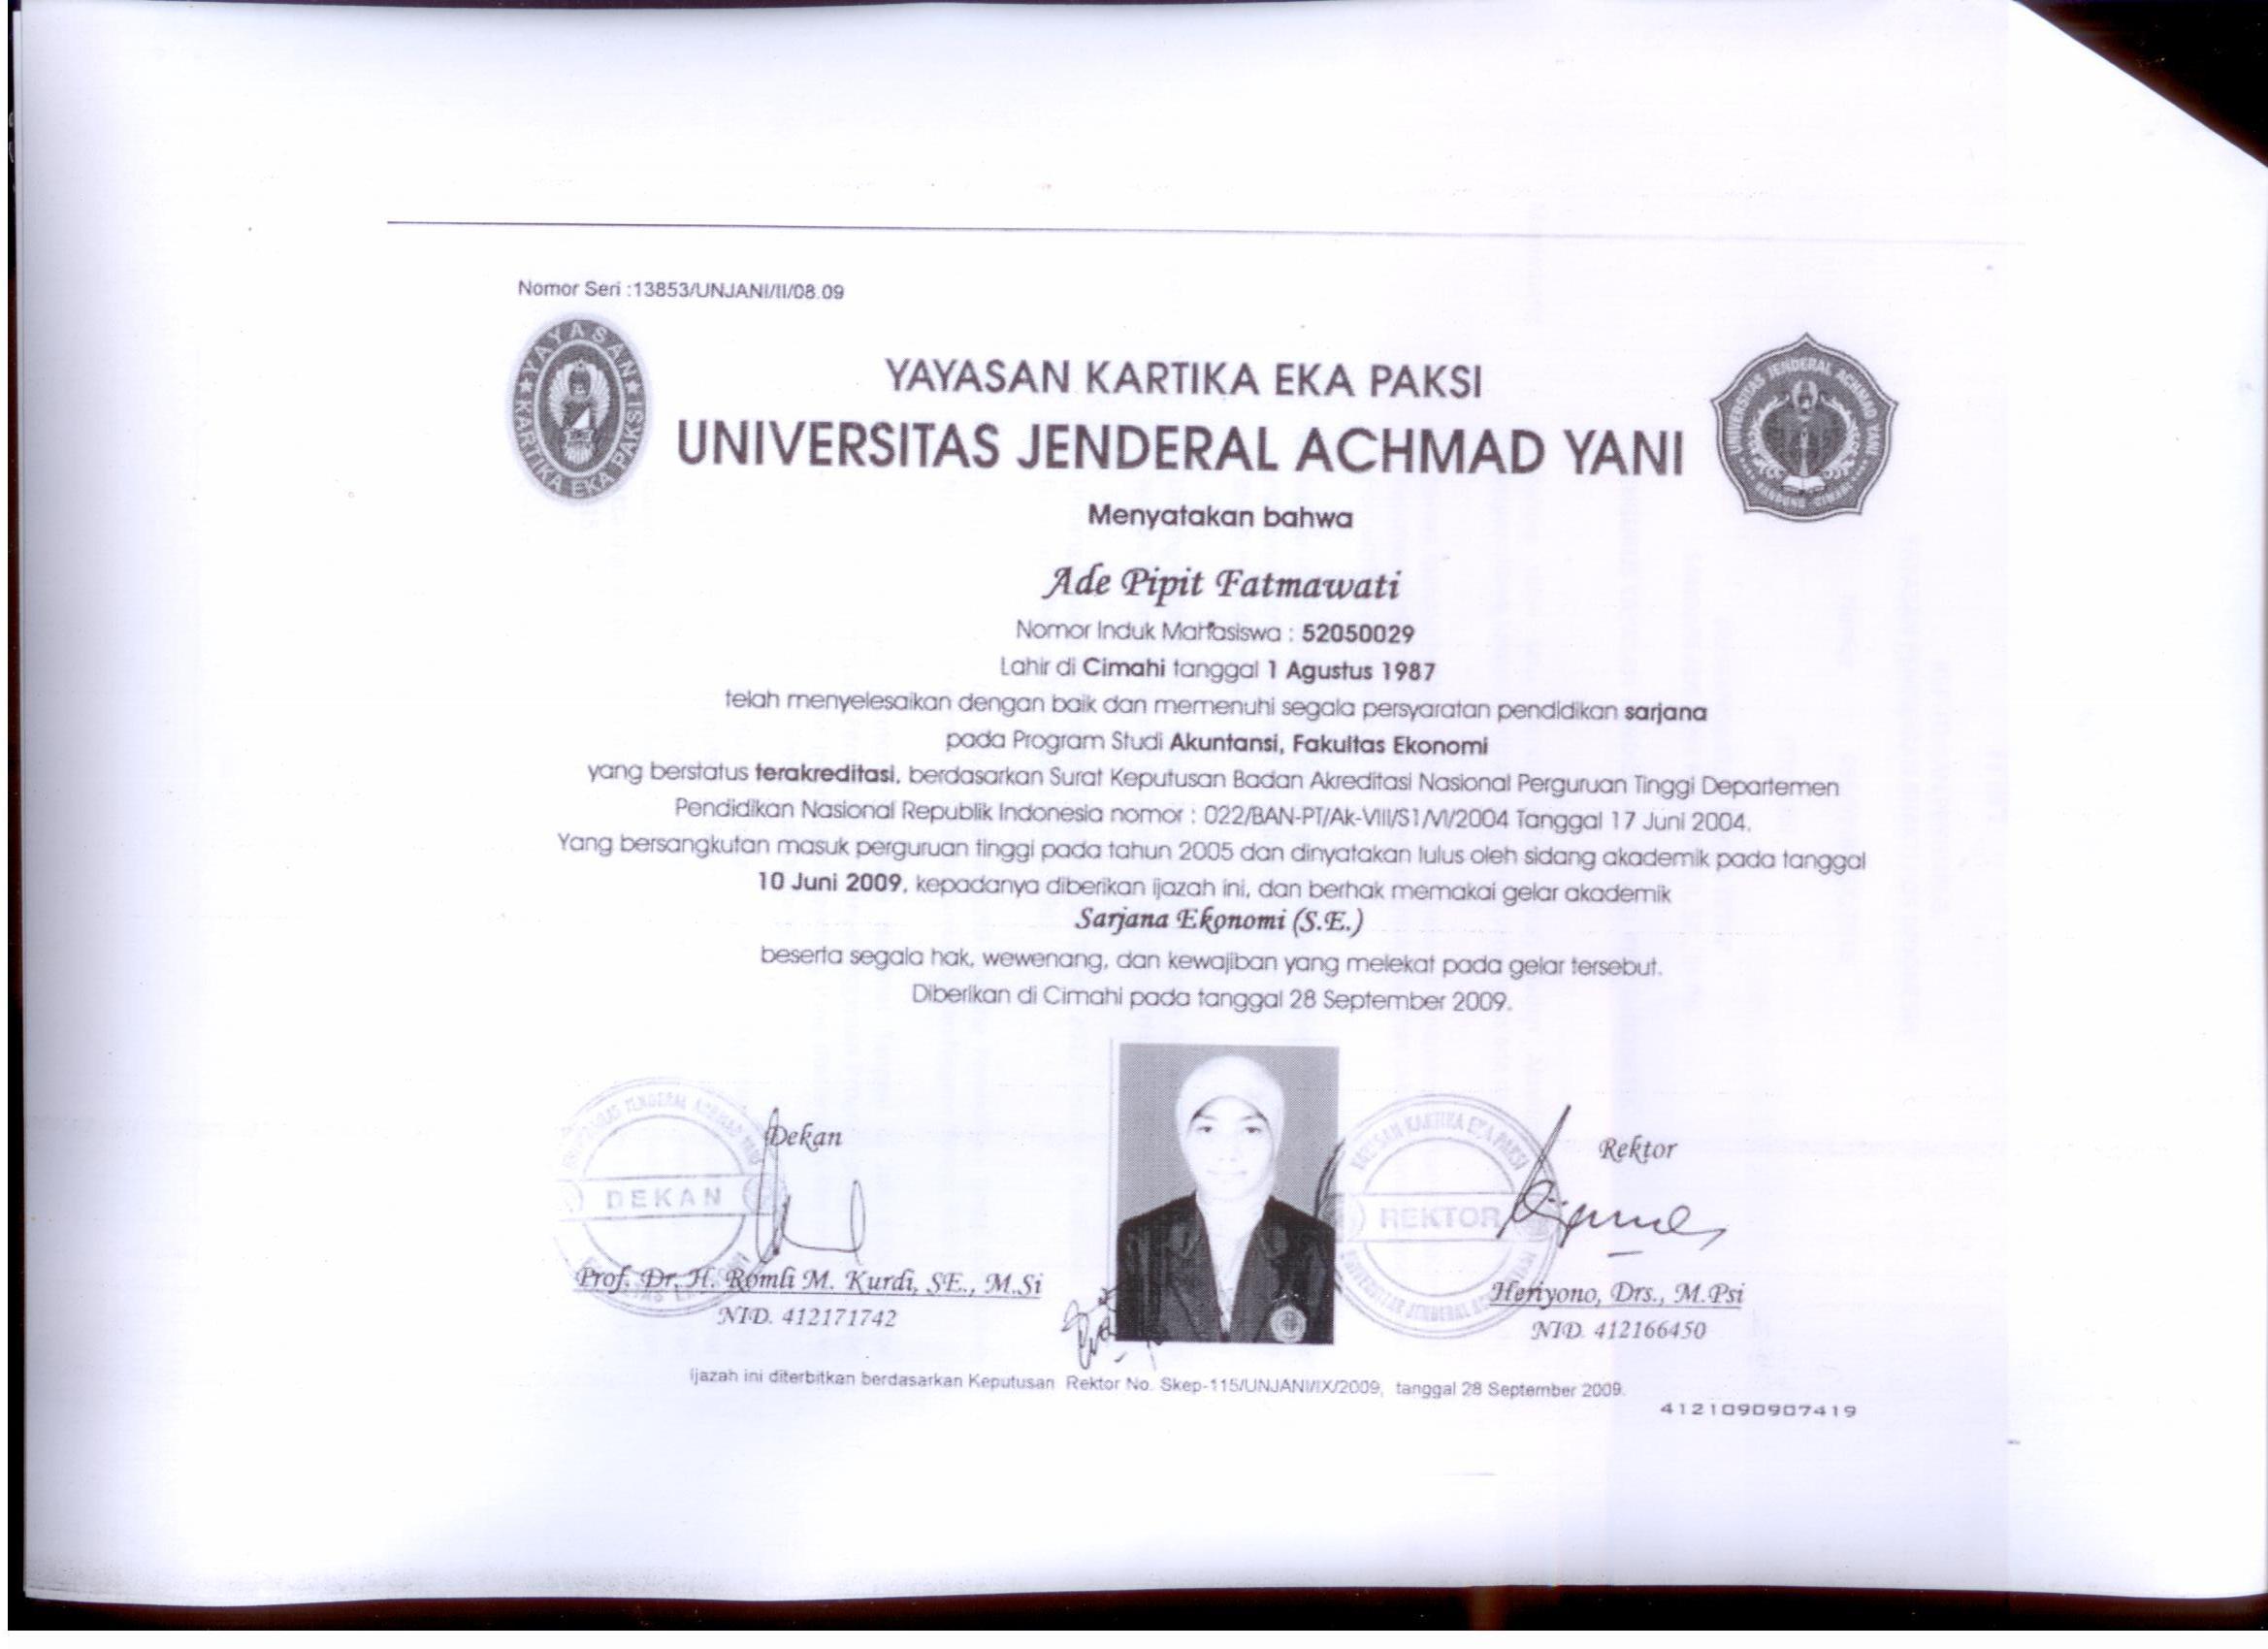 Nomor Seri :13853/UNJANI/II/08.09
YAYASAN KARTIKA EKA PAKSI
YAYASAN KARTIKA EKA PAKSI
UNIVERSITAS JENDERAL ACHMAD YANI
UNIVERSITAS JENDERAL ACHMAD YANI
BANDUNG - CIMAHI
Menyatakan bahwa
Ade Pipit Fatmawati
Nomor Induk Mahasiswa : 52050029
Lahir di Cimahi tanggal 1 Agustus 1987
telah menyelesaikan dengan baik dan memenuhi segala persyaratan pendidikan sarjana
pada Program Studi Akuntansi, Fakultas Ekonomi
yang berstatus terakreditasi, berdasarkan Surat Keputusan Badan Akreditasi Nasional Perguruan Tinggi Departemen
Pendidikan Nasional Republik Indonesia nomor : 022/BAN-PT/Ak-VIII/S1/VI/2004 Tanggal 17 Juni 2004.
Yang bersangkutan masuk perguruan tinggi pada tahun 2005 dan dinyatakan lulus oleh sidang akademik pada tanggal
10 Juni 2009, kepadanya diberikan ijazah ini, dan berhak memakai gelar akademik
Sarjana Ekonomi (S.E.)
beserta segala hak, wewenang, dan kewajiban yang melekat pada gelar tersebut.
Diberikan di Cimahi pada tanggal 28 September 2009.
Dekan
DEKAN
Prof. Dr. H. Romli M. Kurdi, SE., M.Si
NID. 412171742
Rektor
YAYASAN KARTIKA EKA PAKSI
REKTOR
Heriyono, Drs., M.Psi
NID. 412166450
Ijazah ini diterbitkan berdasarkan Keputusan Rektor No. Skep-115/UNJANI/IX/2009, tanggal 28 September 2009.
4121090907419